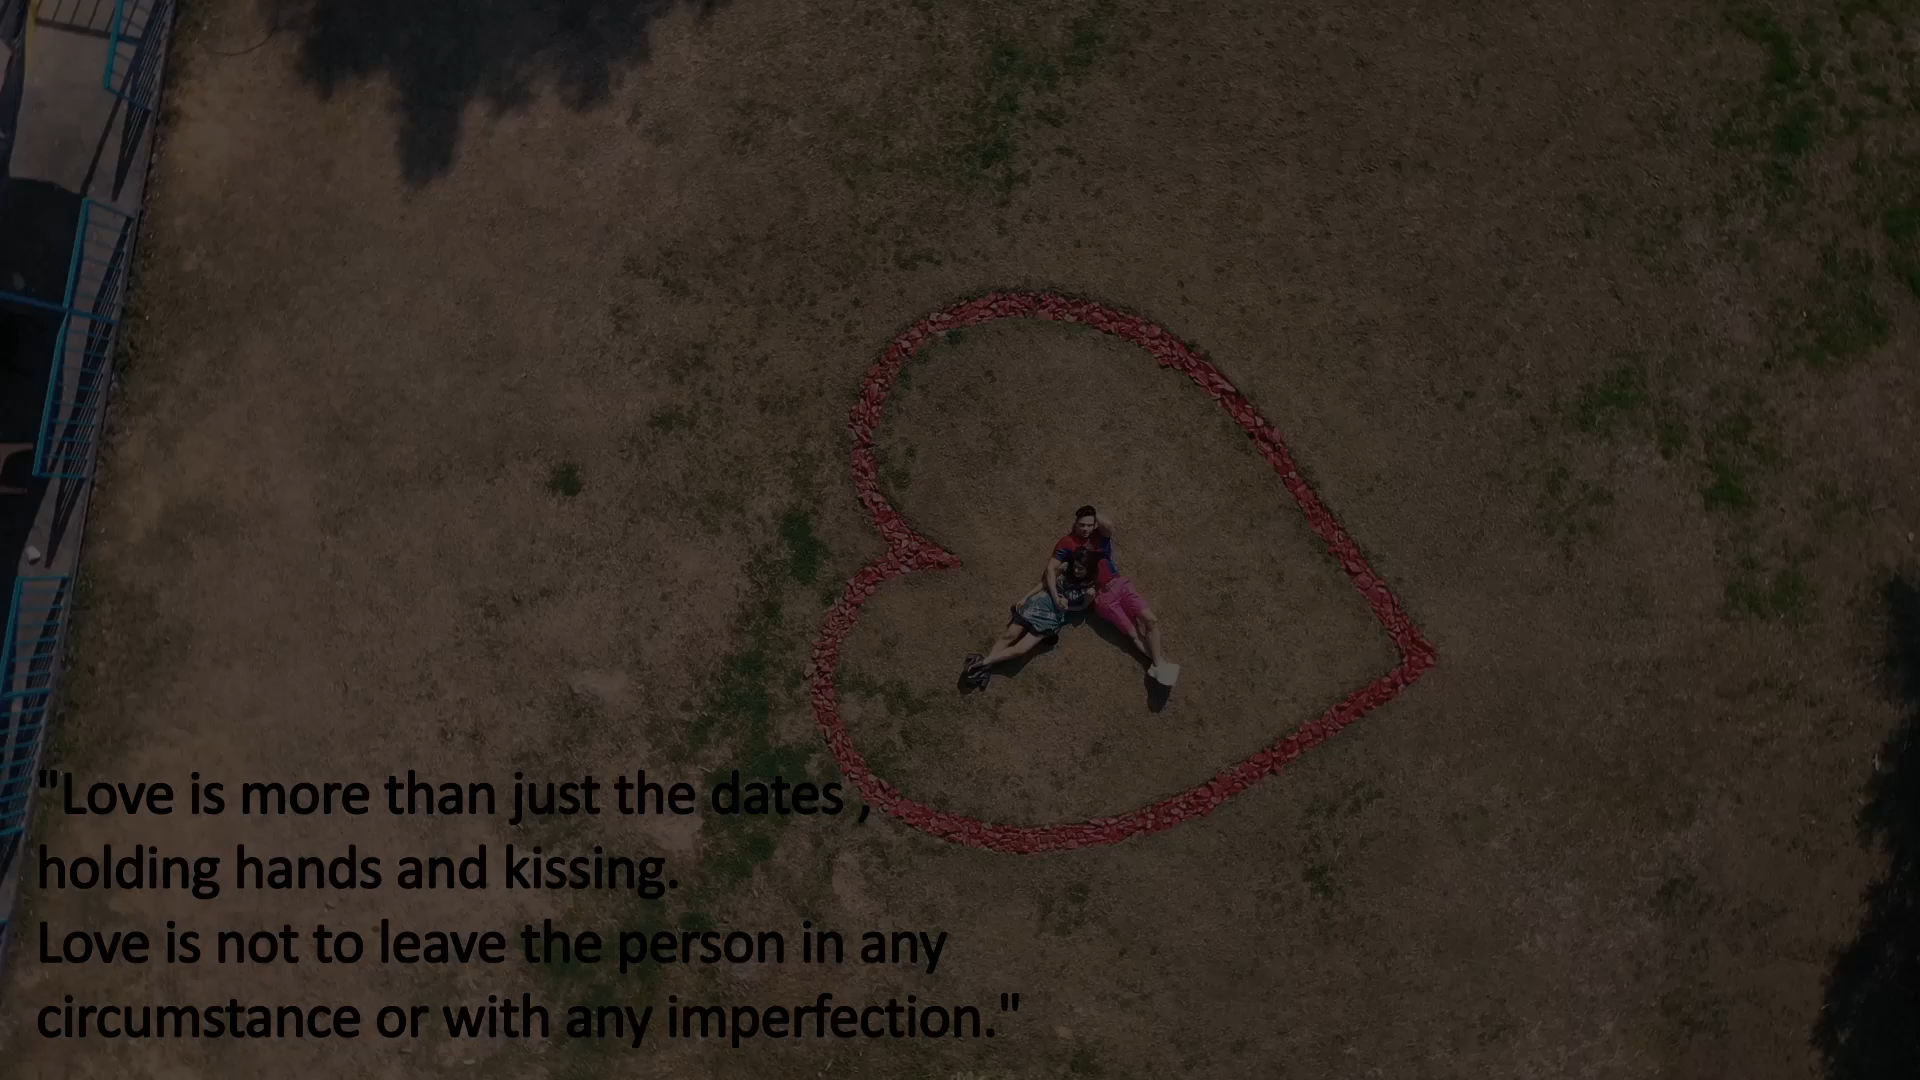 "Love is more than just the dates ,
holding hands and kissing.
Love is not to leave the person in any
circumstance or with any imperfection."